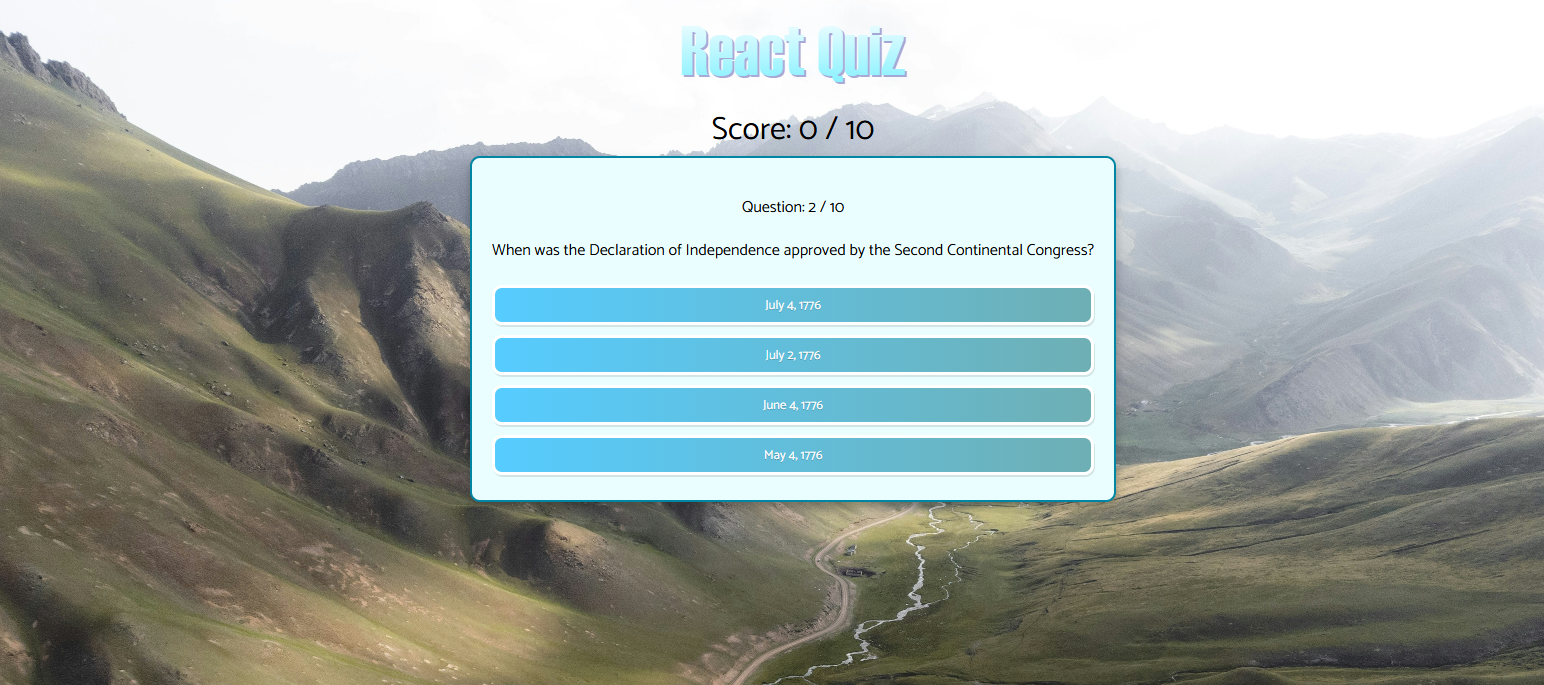 React Quiz
Score: 0 / 10
Question: 2 / 10
When was the Declaration of Independence approved by the Second Continental Congress?
July 4, 1776
July 2, 1776
June 4, 1776
May 4, 1776